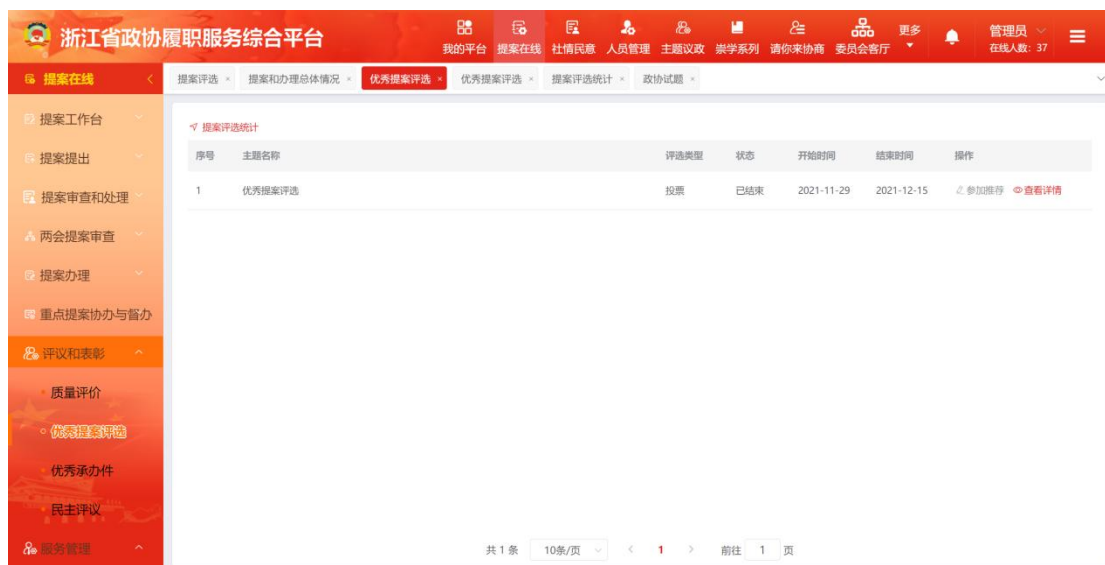 浙江省政协履职服务综合平台
我的平台 提案在线 社情民意 人员管理 主题议政 崇学系列 请你来协商 委员会客厅 更多 管理员
在线人数: 37
提案在线
提案评选 × 提案和办理总体情况 × 优秀提案评选 × 优秀提案评选 × 提案评选统计 × 政协试题 ×
提案工作台
提案提出
提案审查和处理
两会提案审查
提案办理
重点提案协办与督办
评议和表彰
质量评价
优秀提案评选
优秀承办件
民主评议
服务管理
提案评选统计
序号 主题名称 评选类型 状态 开始时间 结束时间 操作
1 优秀提案评选 投票 已结束 2021-11-29 2021-12-15 参加推荐 查看详情
共 1 条 10条/页 < 1 > 前往 1 页